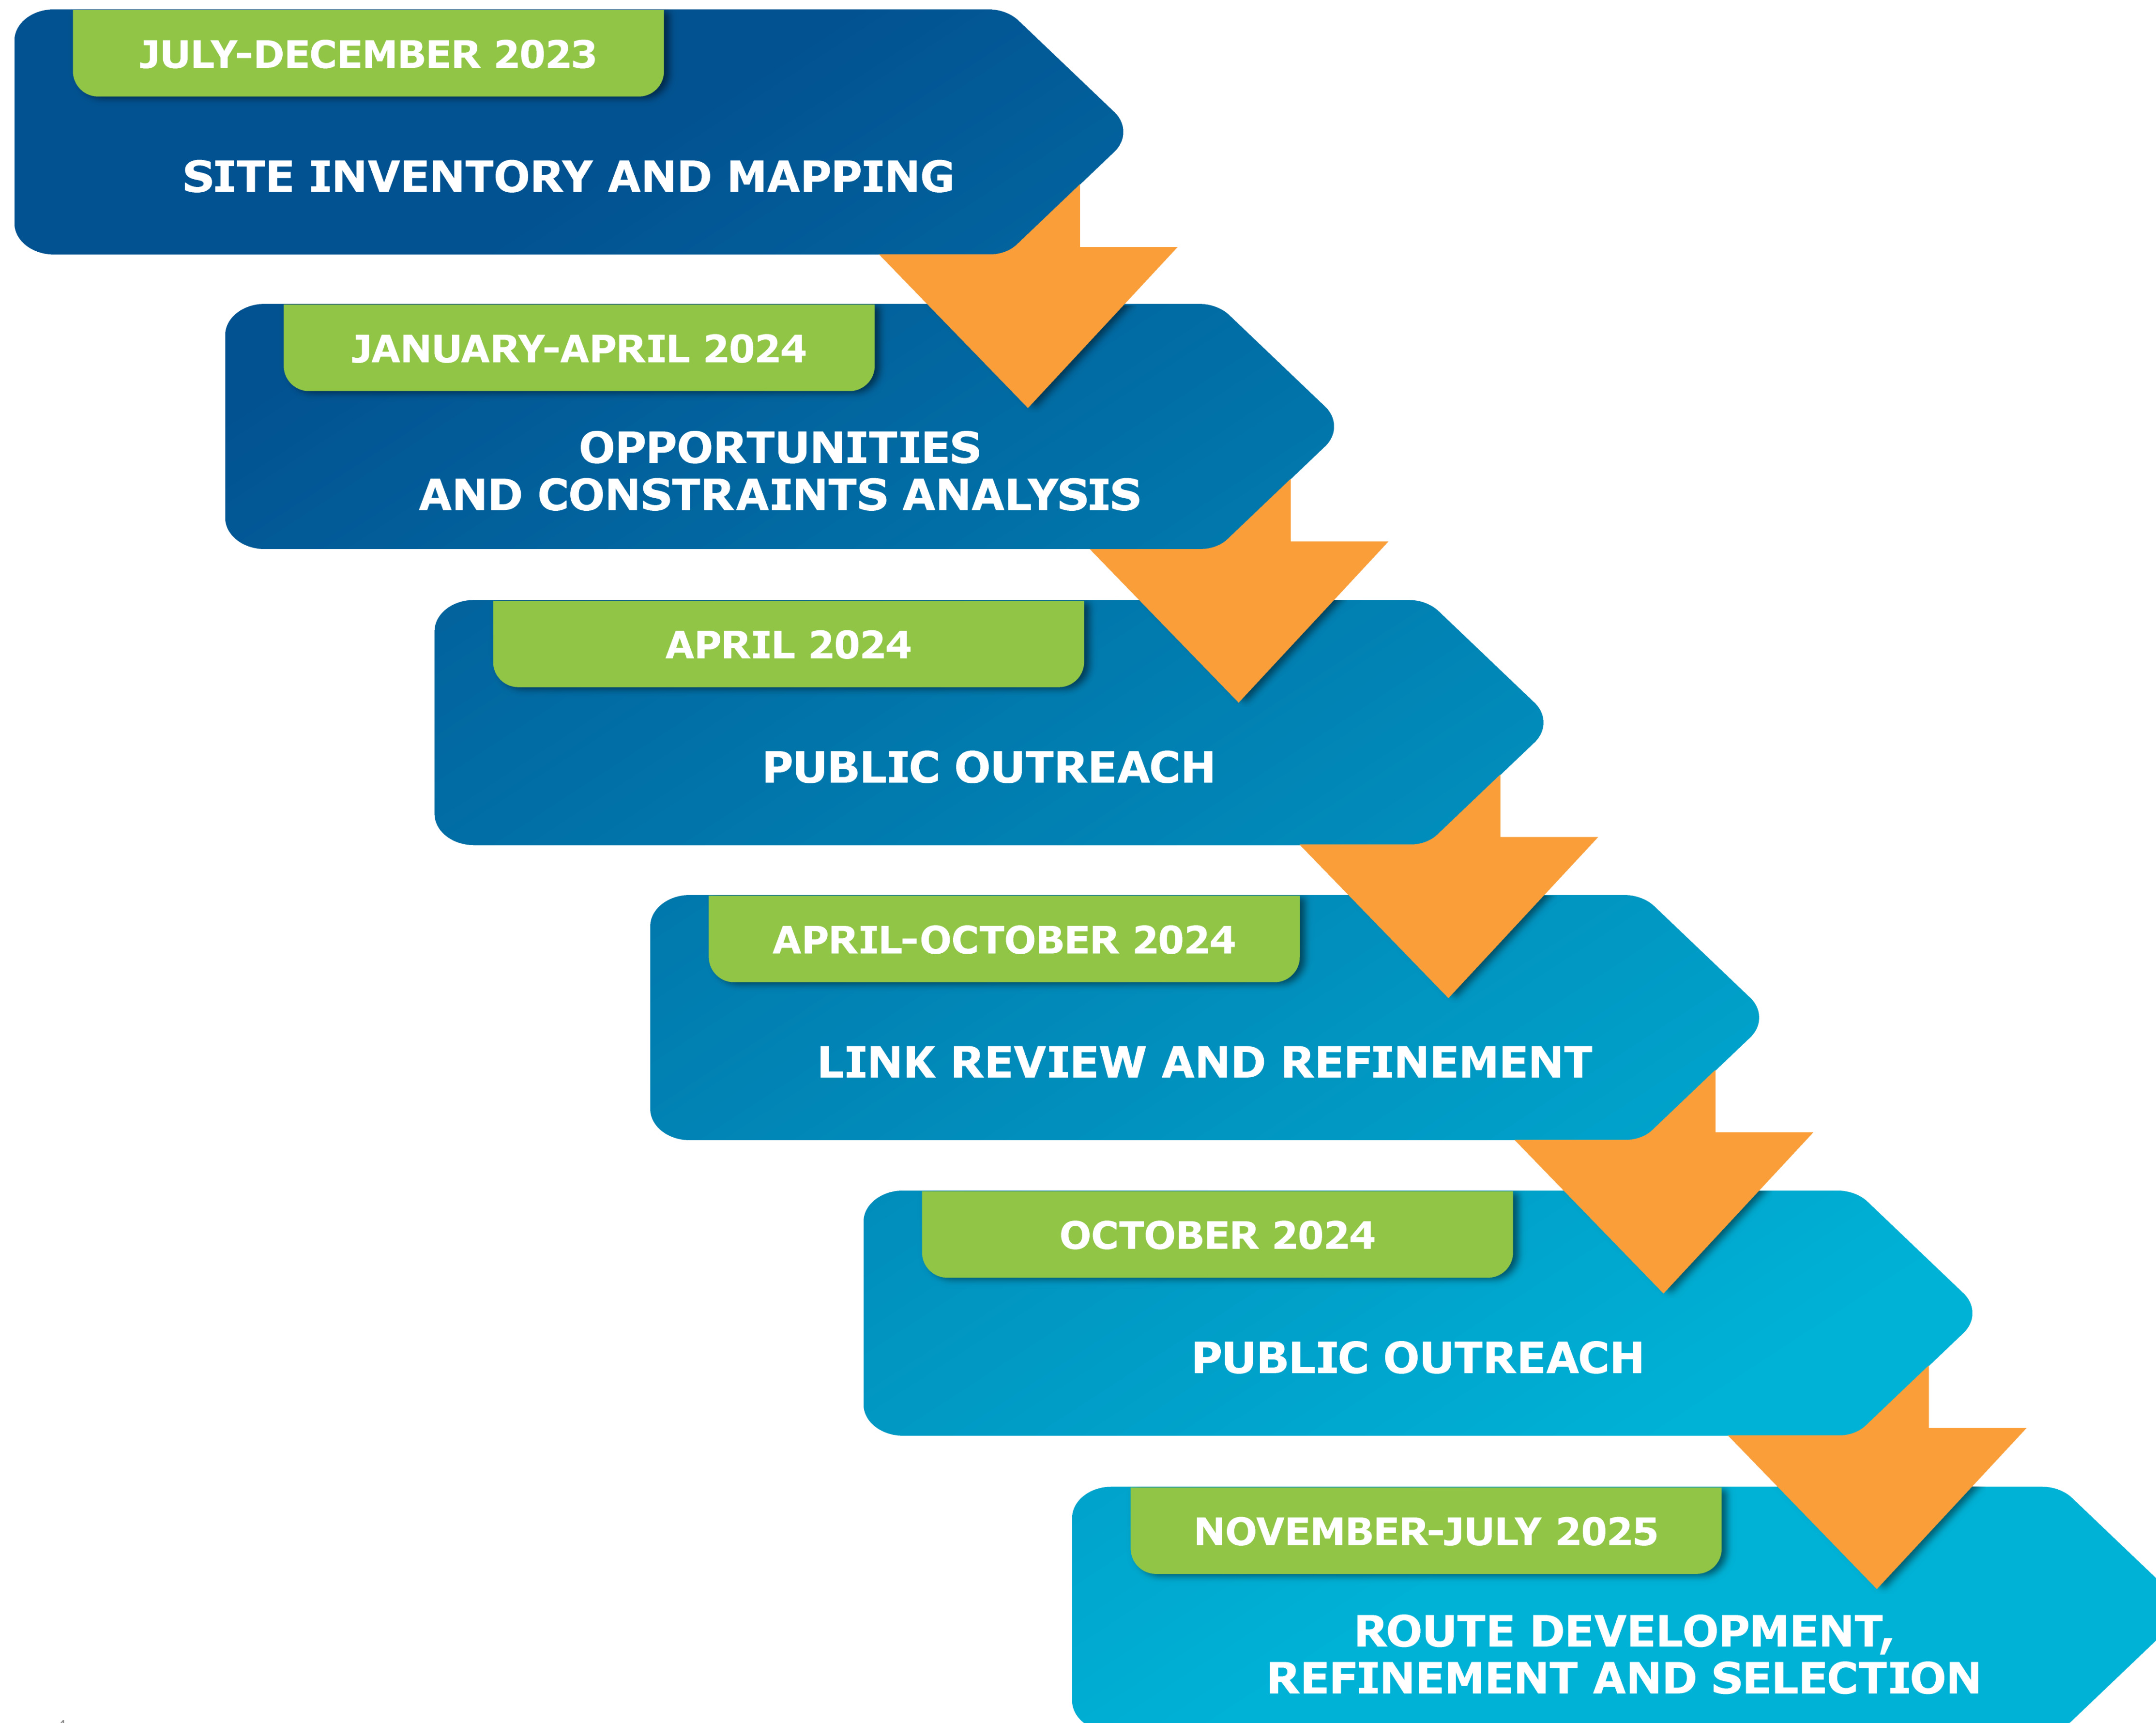 JULY-DECEMBER 2023
SITE INVENTORY AND MAPPING
JANUARY-APRIL 2024
OPPORTUNITIES
AND CONSTRAINTS ANALYSIS
APRIL 2024
PUBLIC OUTREACH
APRIL-OCTOBER 2024
LINK REVIEW AND REFINEMENT
OCTOBER 2024
PUBLIC OUTREACH
NOVEMBER-JULY 2025
ROUTE DEVELOPMENT,
REFINEMENT AND SELECTION